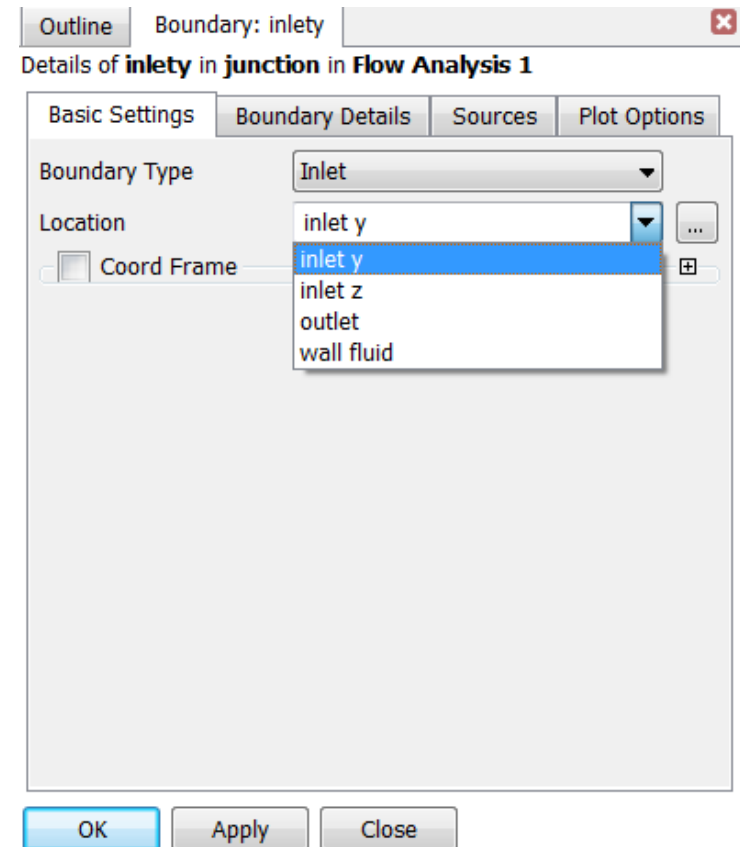 Outline Boundary: inlety
Details of inlety in junction in Flow Analysis 1
Basic Settings Boundary Details Sources Plot Options
Boundary Type Inlet
Location inlet y ...
Coord Frame inlet y
inlet z
outlet
wall fluid
OK Apply Close